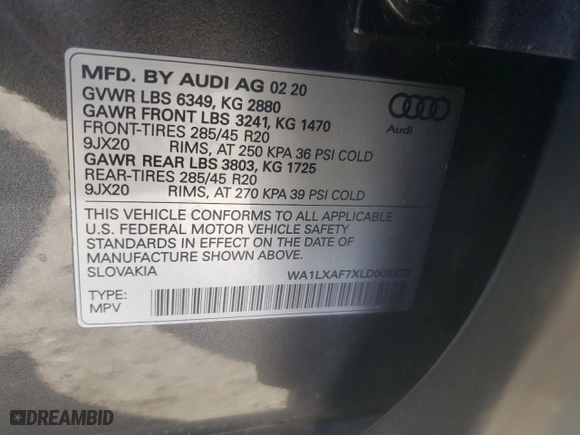 MFD. BY AUDI AG 02 20
GVWR LBS 6349, KG 2880
GAWR FRONT LBS 3241, KG 1470
FRONT-TIRES 285/45 R20
9JX20 RIMS, AT 250 KPA 36 PSI COLD
GAWR REAR LBS 3803, KG 1725
REAR-TIRES 285/45 R20
9JX20 RIMS, AT 270 KPA 39 PSI COLD
Audi
THIS VEHICLE CONFORMS TO ALL APPLICABLE
U.S. FEDERAL MOTOR VEHICLE SAFETY
STANDARDS IN EFFECT ON THE DATE OF
MANUFACTURE SHOWN ABOVE.
SLOVAKIA
TYPE:
MPV
DREAMBID